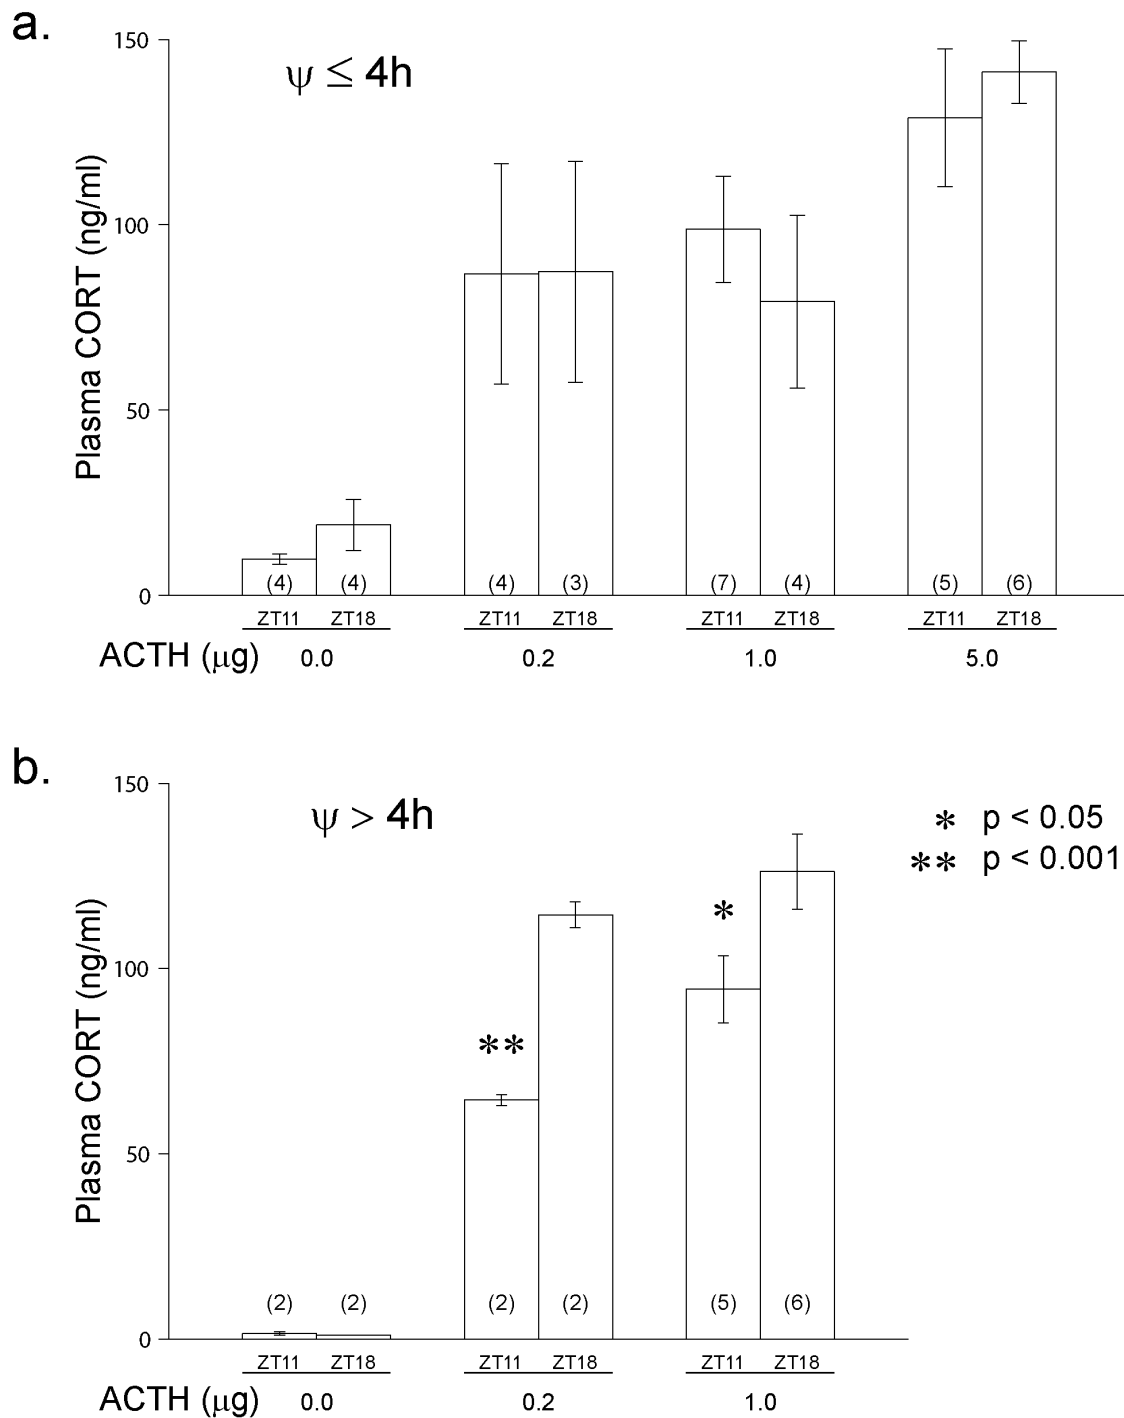 a.
ψ ≤ 4h
150
100
50
0
Plasma CORT (ng/ml)
(4) (4) (4) (3) (7) (4) (5) (6)
ZT11 ZT18 ZT11 ZT18 ZT11 ZT18 ZT11 ZT18
ACTH (μg) 0.0 0.2 1.0 5.0
b.
ψ > 4h
* p < 0.05
** p < 0.001
150
100
50
0
Plasma CORT (ng/ml)
*
**
(2) (2) (2) (2) (5) (6)
ZT11 ZT18 ZT11 ZT18 ZT11 ZT18
ACTH (μg) 0.0 0.2 1.0